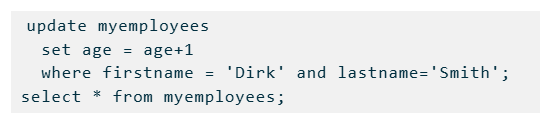 update myemployees
set age = age+1
where firstname = 'Dirk' and lastname='Smith';
select * from myemployees;